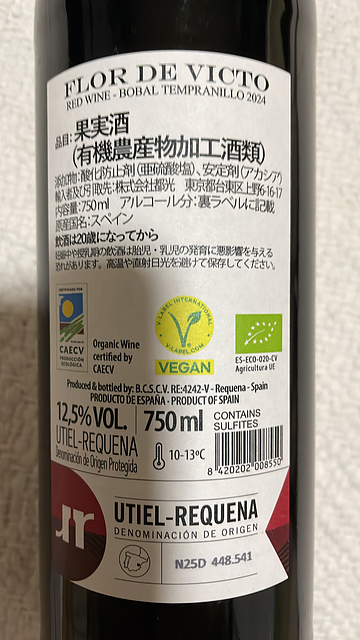 FLOR DE VICTO
RED WINE - BOBAL TEMPRANILLO 2024
品目：果実酒
(有機農産物加工酒類)
添加物：酸化防止剤(亜硫酸塩)、安定剤(アカシア)
輸入者及び引取先：株式会社都光 東京都台東区上野6-16-17
内容量：750ml アルコール分：裏ラベルに記載
原産国名：スペイン
飲酒は20歳になってから
妊娠中や授乳期の飲酒は胎児・乳児の発育に悪影響を与える
恐れがあります。高温や直射日光を避けて保存してください。
CERTIFICADO POR
CAECV
PRODUCCIÓN
ECOLÓGICA
Organic Wine
certified by
CAECV
V-LABEL INTERNATIONAL
V-LABEL.COM
VEGAN
ES-ECO-020-CV
Agricultura UE
Produced & bottled by: B.C.S.C.V. RE:4242-V - Requena - Spain
PRODUCTO DE ESPAÑA - PRODUCT OF SPAIN
12,5% VOL.
750 ml
CONTAINS
SULFITES
UTIEL-REQUENA
Denominación de Origen Protegida
10-13ºC
8 420202 008550
UTIEL-REQUENA
DENOMINACIÓN DE ORIGEN
N25D 448.541